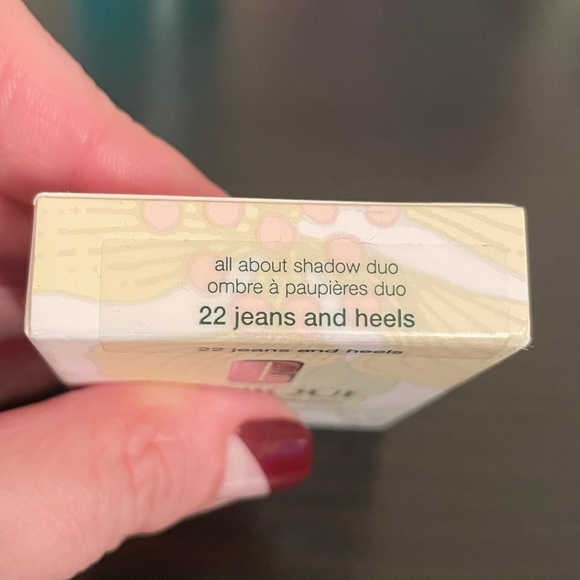 all about shadow duo
ombre à paupières duo
22 jeans and heels
22 jeans and heels